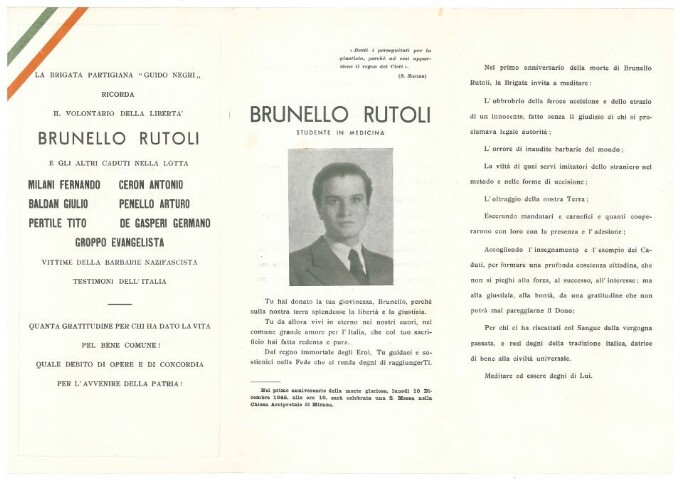 LA BRIGATA PARTIGIANA "GUIDO NEGRI„
RICORDA
IL VOLONTARIO DELLA LIBERTA'
BRUNELLO RUTOLI
E GLI ALTRI CADUTI NELLA LOTTA
MILANI FERNANDO CERON ANTONIO
BALDAN GIULIO PENELLO ARTURO
PERTILE TITO DE GASPERI GERMANO
GROPPO EVANGELISTA
VITTIME DELLA BARBARIE NAZIFASCISTA
TESTIMONI DELL'ITALIA
QUANTA GRATITUDINE PER CHI HA DATO LA VITA
PEL BENE COMUNE!
QUALE DEBITO DI OPERE E DI CONCORDIA
PER L'AVVENIRE DELLA PATRIA!
« Beati i perseguitati per la
giustizia, perchè ad essi appar-
tiene il regno dei Cieli ».
(S. Matteo)
BRUNELLO RUTOLI
STUDENTE IN MEDICINA
Tu hai donato la tua giovinezza, Brunello, perchè
sulla nostra terra splendesse la libertà e la giustizia.
Tu da allora vivi in eterno nei nostri cuori, nel
comune grande amore per l'Italia, che col tuo sacri-
ficio hai fatta redenta e pura.
Dal regno immortale degli Eroi, Tu guidaci e so-
stienici nella Fede che ci renda degni di raggiungerTi.
Nel primo anniversario della morte gloriosa, lunedì 10 Di-
cembre 1945, alle ore 10, sarà celebrata una S. Messa nella
Chiesa Arcipretale di Mirano.
Nel primo anniversario della morte di Brunello
Rutoli, la Brigata invita a meditare:
L'obbrobrio della feroce uccisione e dello strazio
di un innocente, fatto senza il giudizio di chi si pro-
clamava legale autorità;
L'orrore di inaudite barbarie del mondo;
La viltà di quei servi imitatori dello straniero nel
metodo e nelle forme di uccisione;
L'oltraggio della nostra Terra;
Esecrando mandatari e carnefici e quanti coope-
rarono con loro con la presenza e l'adesione;
Accogliendo l'insegnamento e l'esempio dei Ca-
duti, per formare una profonda coscienza cittadina, che
non si pieghi alla forza, al successo, all'interesse: ma
alla giustizia, alla bontà, da una gratitudine che non
potrà mai pareggiarne il Dono:
Per chi ci ha riscattati col Sangue dalla vergogna
passata, e resi degni della tradizione italica, datrice
di bene alla civiltà universale.
Meditare ed essere degni di Lui.